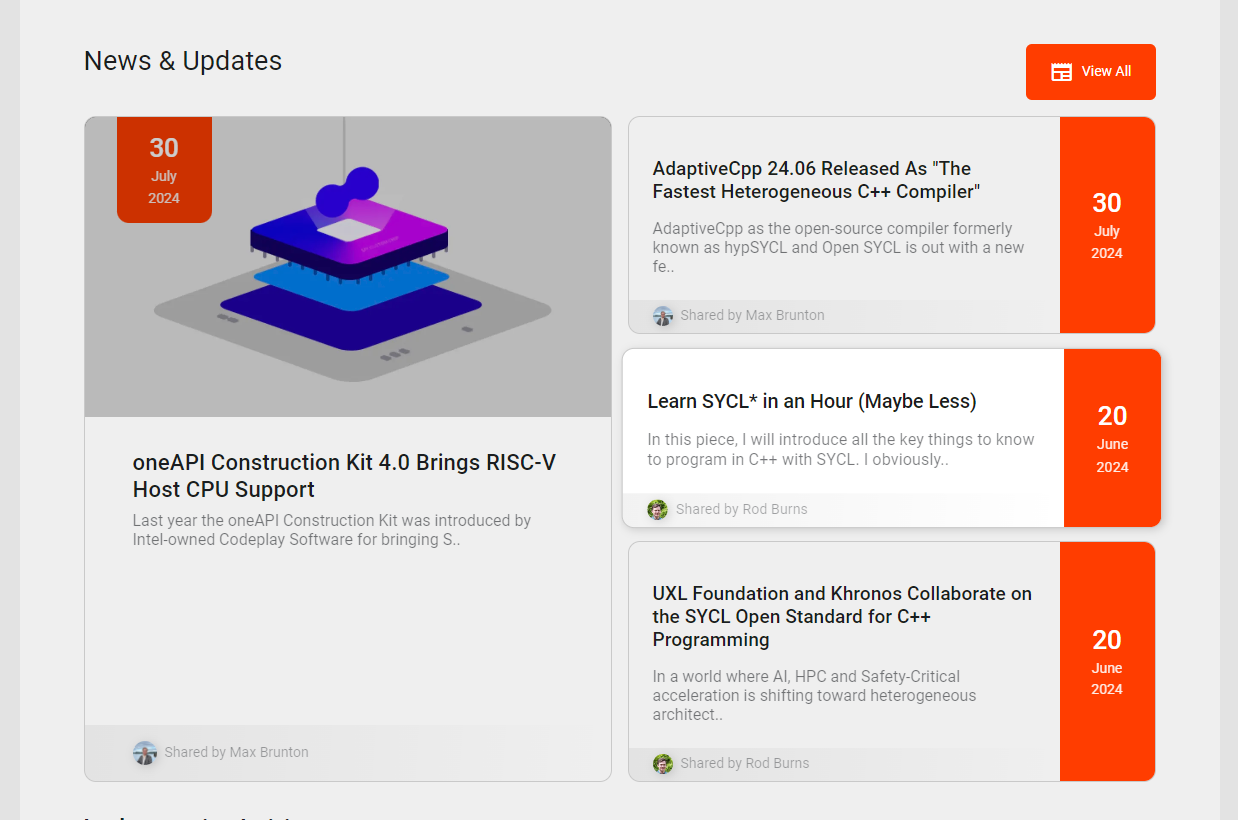 News & Updates
View All
30
July
2024
oneAPI Construction Kit 4.0 Brings RISC-V
Host CPU Support
Last year the oneAPI Construction Kit was introduced by
Intel-owned Codeplay Software for bringing S..
Shared by Max Brunton
AdaptiveCpp 24.06 Released As "The
Fastest Heterogeneous C++ Compiler"
AdaptiveCpp as the open-source compiler formerly
known as hypSYCL and Open SYCL is out with a new
fe..
Shared by Max Brunton
30
July
2024
Learn SYCL* in an Hour (Maybe Less)
In this piece, I will introduce all the key things to know
to program in C++ with SYCL. I obviously..
Shared by Rod Burns
20
June
2024
UXL Foundation and Khronos Collaborate on
the SYCL Open Standard for C++
Programming
In a world where AI, HPC and Safety-Critical
acceleration is shifting toward heterogeneous
architect..
Shared by Rod Burns
20
June
2024